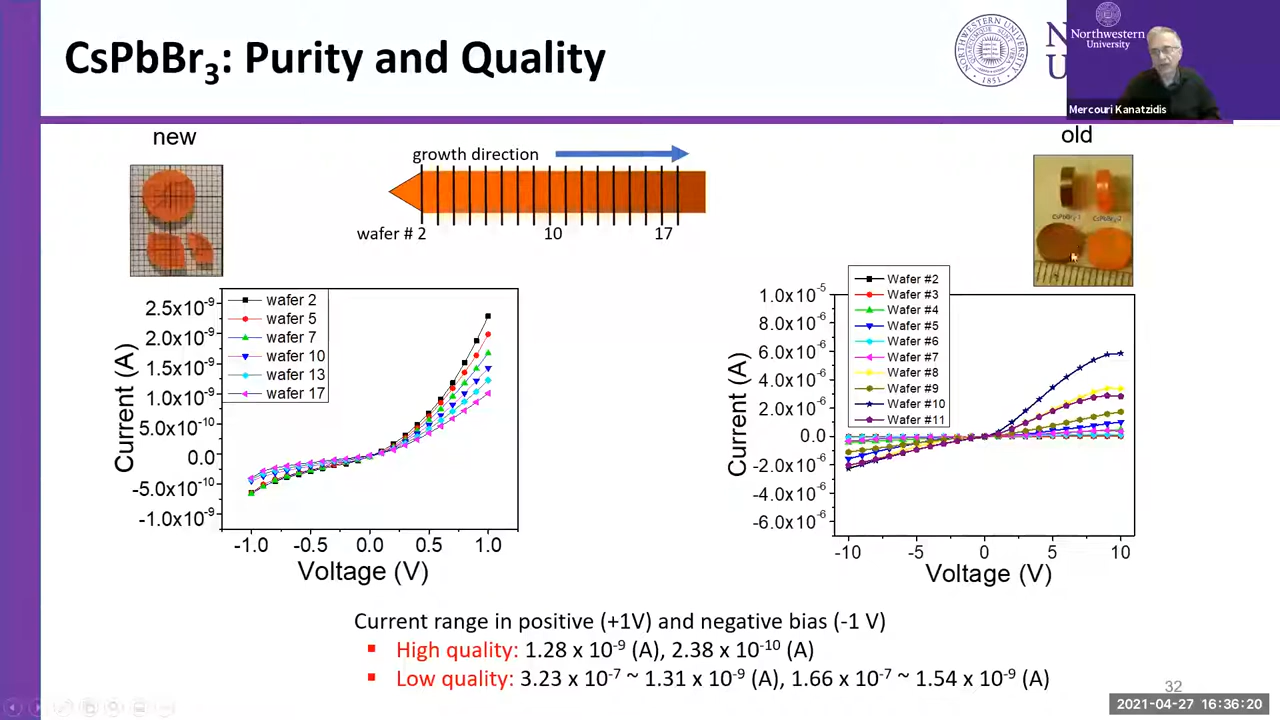 CsPbBr3: Purity and Quality
NORTHWESTERN UNIVERSITY
1851
N
U
Northwestern
University
Mercouri Kanatzidis
new
growth direction
wafer # 2
10
17
old
CsPbBr3-1
CsPbBr3-2
Current (A)
2.5x10-9
2.0x10-9
1.5x10-9
1.0x10-9
5.0x10-10
0.0
-5.0x10-10
-1.0x10-9
wafer 2
wafer 5
wafer 7
wafer 10
wafer 13
wafer 17
-1.0 -0.5 0.0 0.5 1.0
Voltage (V)
Current (A)
1.0x10-5
8.0x10-6
6.0x10-6
4.0x10-6
2.0x10-6
0.0
-2.0x10-6
-4.0x10-6
-6.0x10-6
Wafer #2
Wafer #3
Wafer #4
Wafer #5
Wafer #6
Wafer #7
Wafer #8
Wafer #9
Wafer #10
Wafer #11
-10 -5 0 5 10
Voltage (V)
Current range in positive (+1V) and negative bias (-1 V)
High quality: 1.28 x 10-9 (A), 2.38 x 10-10 (A)
Low quality: 3.23 x 10-7 ~ 1.31 x 10-9 (A), 1.66 x 10-7 ~ 1.54 x 10-9 (A)
32
2021-04-27 16:36:20